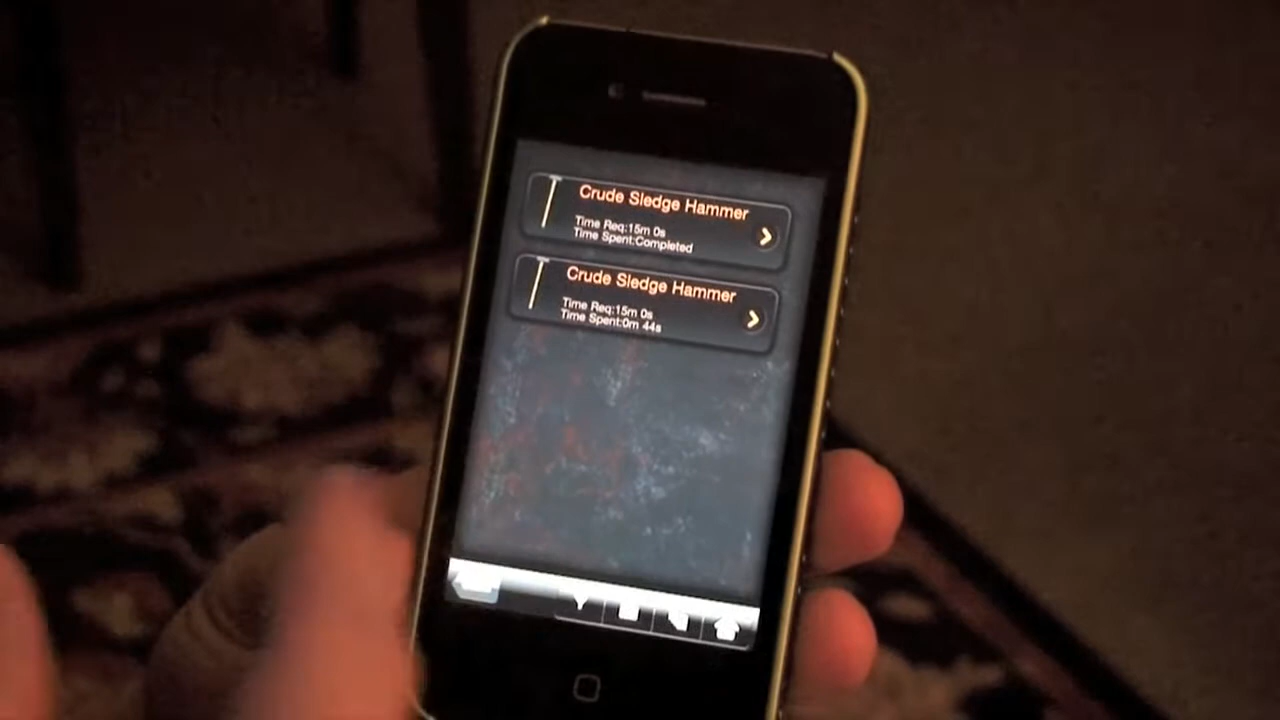 Crude Sledge Hammer
Time Req:15m 0s
Time Spent:Completed
Crude Sledge Hammer
Time Req:15m 0s
Time Spent:0m 44s